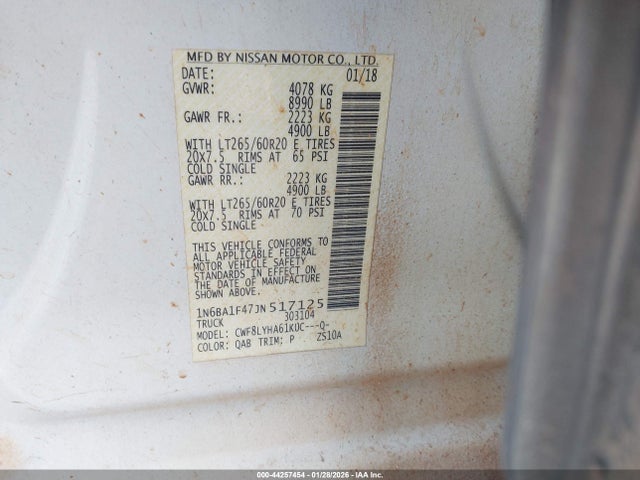 MFD BY NISSAN MOTOR CO., LTD.
DATE: 01/18
GVWR: 4078 KG
8990 LB
GAWR FR.: 2223 KG
4900 LB
WITH LT265/60R20 E TIRES
20X7.5 RIMS AT 65 PSI
COLD SINGLE
GAWR RR.: 2223 KG
4900 LB
WITH LT265/60R20 E TIRES
20X7.5 RIMS AT 70 PSI
COLD SINGLE
THIS VEHICLE CONFORMS TO
ALL APPLICABLE FEDERAL
MOTOR VEHICLE SAFETY
STANDARDS IN EFFECT ON
THE DATE OF MANUFACTURE
SHOWN ABOVE.
1N6BA1F47JN517125
TRUCK 303104
MODEL: CWF8LYHA61KUC---Q-
COLOR: QAB TRIM; P ZS10A
000-44257454 | 01/28/2026 - IAA Inc.